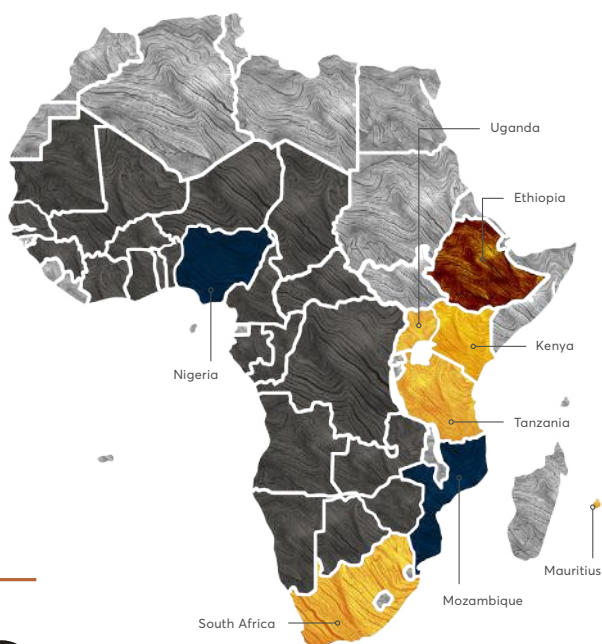 Uganda
Ethiopia
Kenya
Nigeria
Tanzania
Mauritius
Mozambique
South Africa